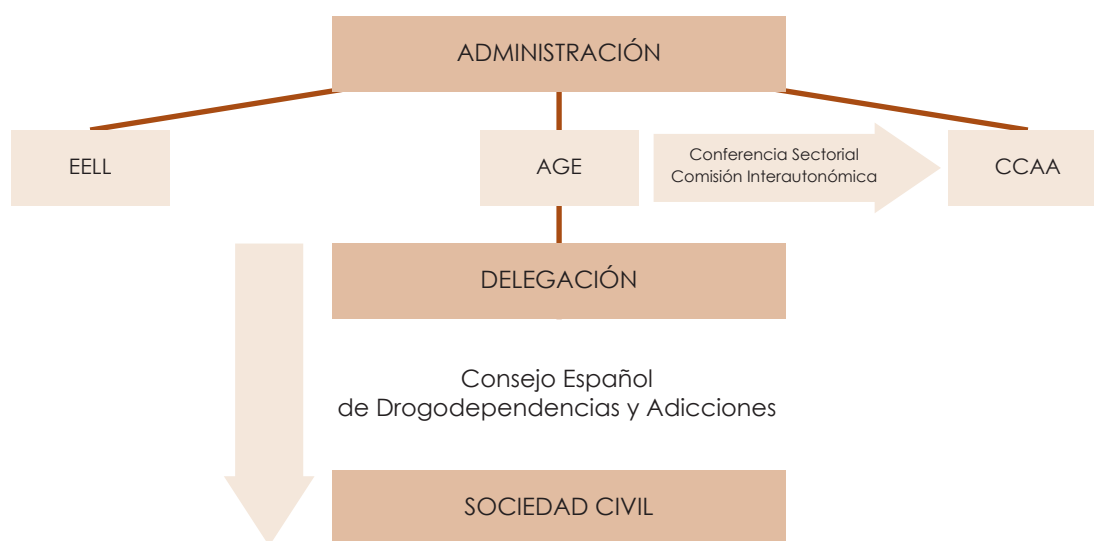 ADMINISTRACIÓN
EELL
AGE
Conferencia Sectorial
Comisión Interautonómica
CCAA
DELEGACIÓN
Consejo Español
de Drogodependencias y Adicciones
SOCIEDAD CIVIL